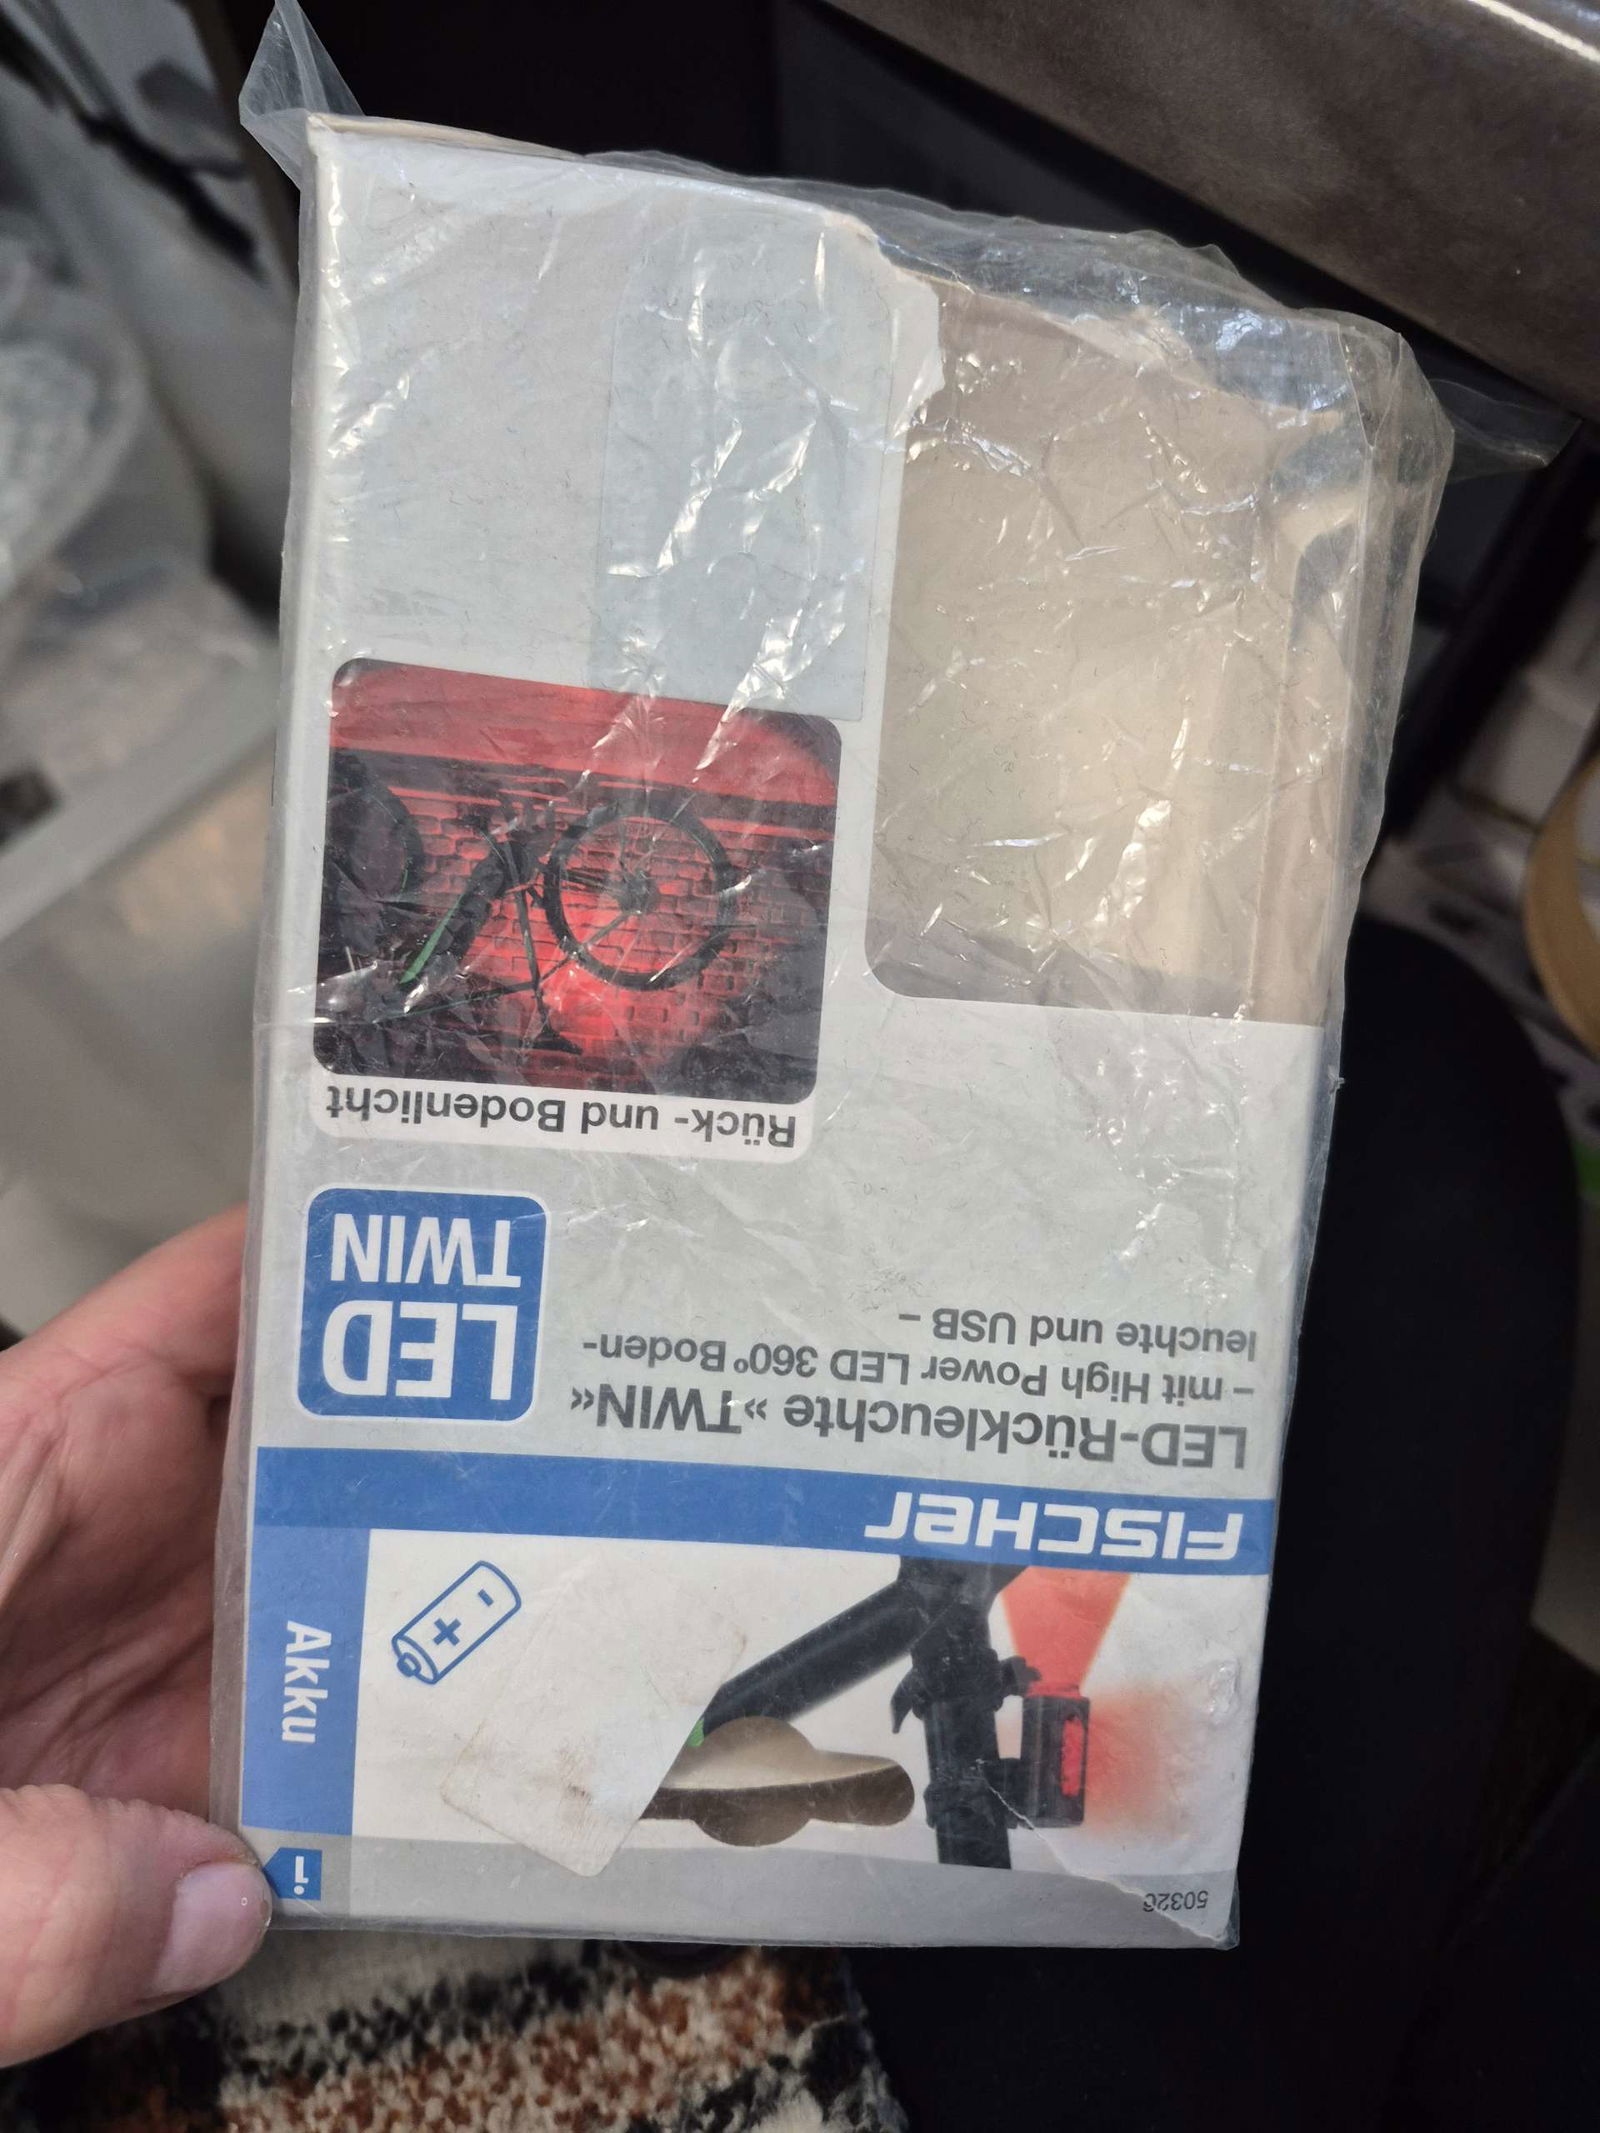 50326
i
Akku
FISCHER
LED-Rückleuchte »TWIN«
– mit High Power LED 360° Boden-
leuchte und USB –
LED
TWIN
Rück- und Bodenlicht